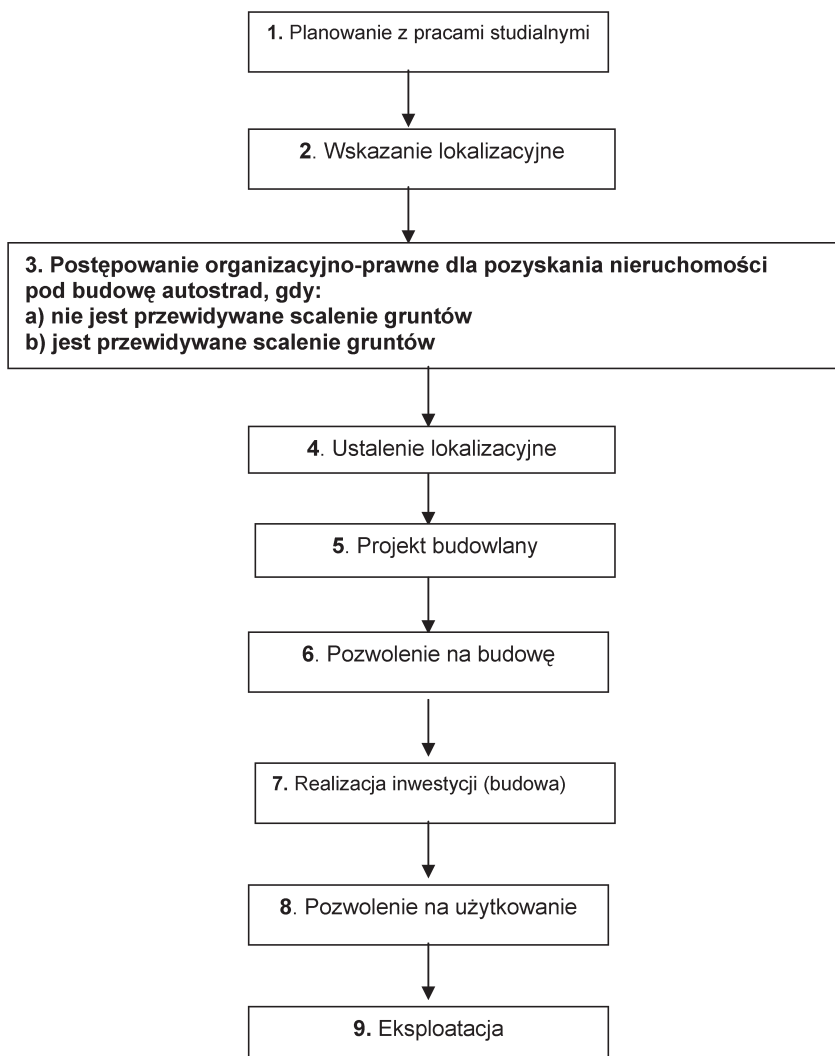 1. Planowanie z pracami studialnymi
2. Wskazanie lokalizacyjne
3. Postępowanie organizacyjno-prawne dla pozyskania nieruchomości
pod budowę autostrad, gdy:
a) nie jest przewidywane scalenie gruntów
b) jest przewidywane scalenie gruntów
4. Ustalenie lokalizacyjne
5. Projekt budowlany
6. Pozwolenie na budowę
7. Realizacja inwestycji (budowa)
8. Pozwolenie na użytkowanie
9. Eksploatacja